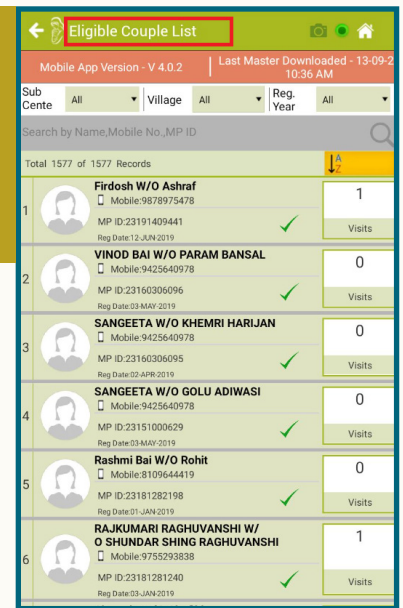 Eligible Couple List
Mobile App Version - V 4.0.2
Last Master Downloaded - 13-09-2
10:36 AM
Sub Cente All Village All Reg. Year All
Search by Name,Mobile No.,MP ID
Total 1577 of 1577 Records
A
Z
1
Firdosh W/O Ashraf
Mobile:9878975478
MP ID:23191409441
Reg Date:12-JUN-2019
1
Visits
2
VINOD BAI W/O PARAM BANSAL
Mobile:9425640978
MP ID:23160306096
Reg Date:03-MAY-2019
0
Visits
3
SANGEETA W/O KHEMRI HARIJAN
Mobile:9425640978
MP ID:23160306095
Reg Date:02-APR-2019
0
Visits
4
SANGEETA W/O GOLU ADIWASI
Mobile:9425640978
MP ID:23151000629
Reg Date:03-MAY-2019
0
Visits
5
Rashmi Bai W/O Rohit
Mobile:8109644419
MP ID:23181282198
Reg Date:01-JAN-2019
0
Visits
6
RAJKUMARI RAGHUVANSHI W/
O SHUNDAR SHING RAGHUVANSHI
Mobile:9755293838
MP ID:23181281240
Reg Date:03-JAN-2019
1
Visits